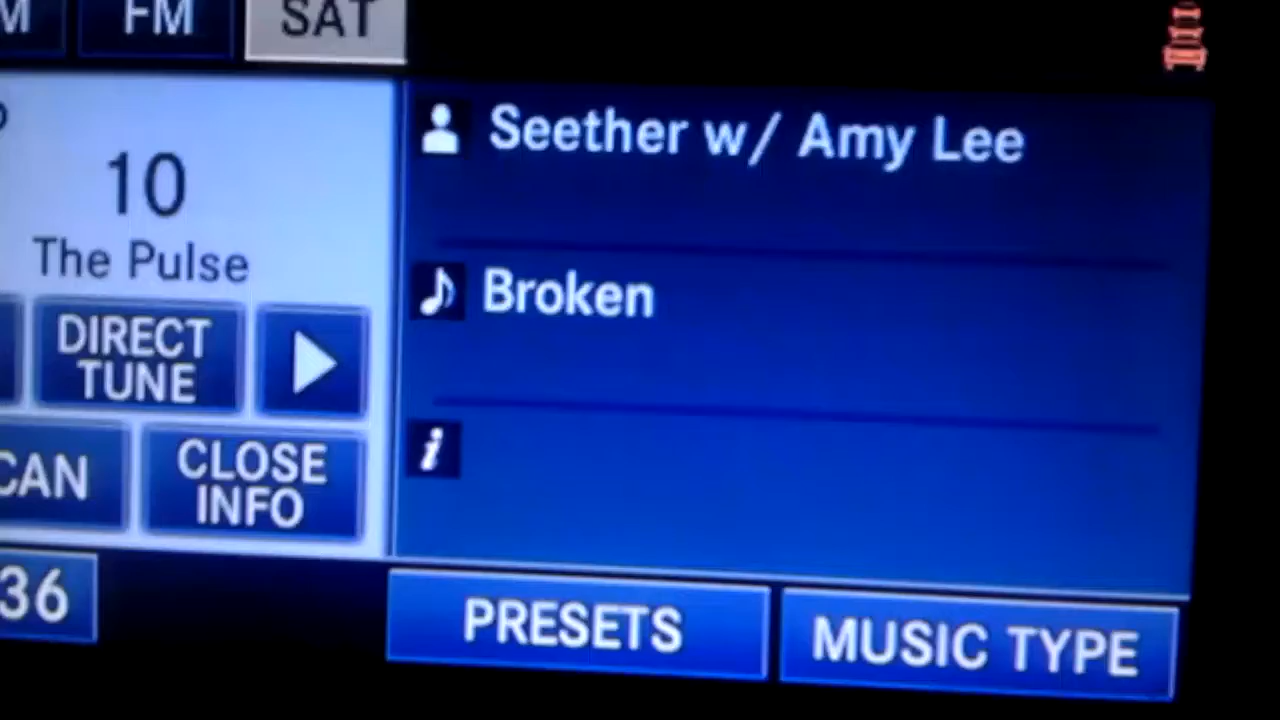 M
FM
SAT
10
The Pulse
DIRECT
TUNE
CAN
CLOSE
INFO
36
Seether w/ Amy Lee
Broken
i
PRESETS
MUSIC TYPE